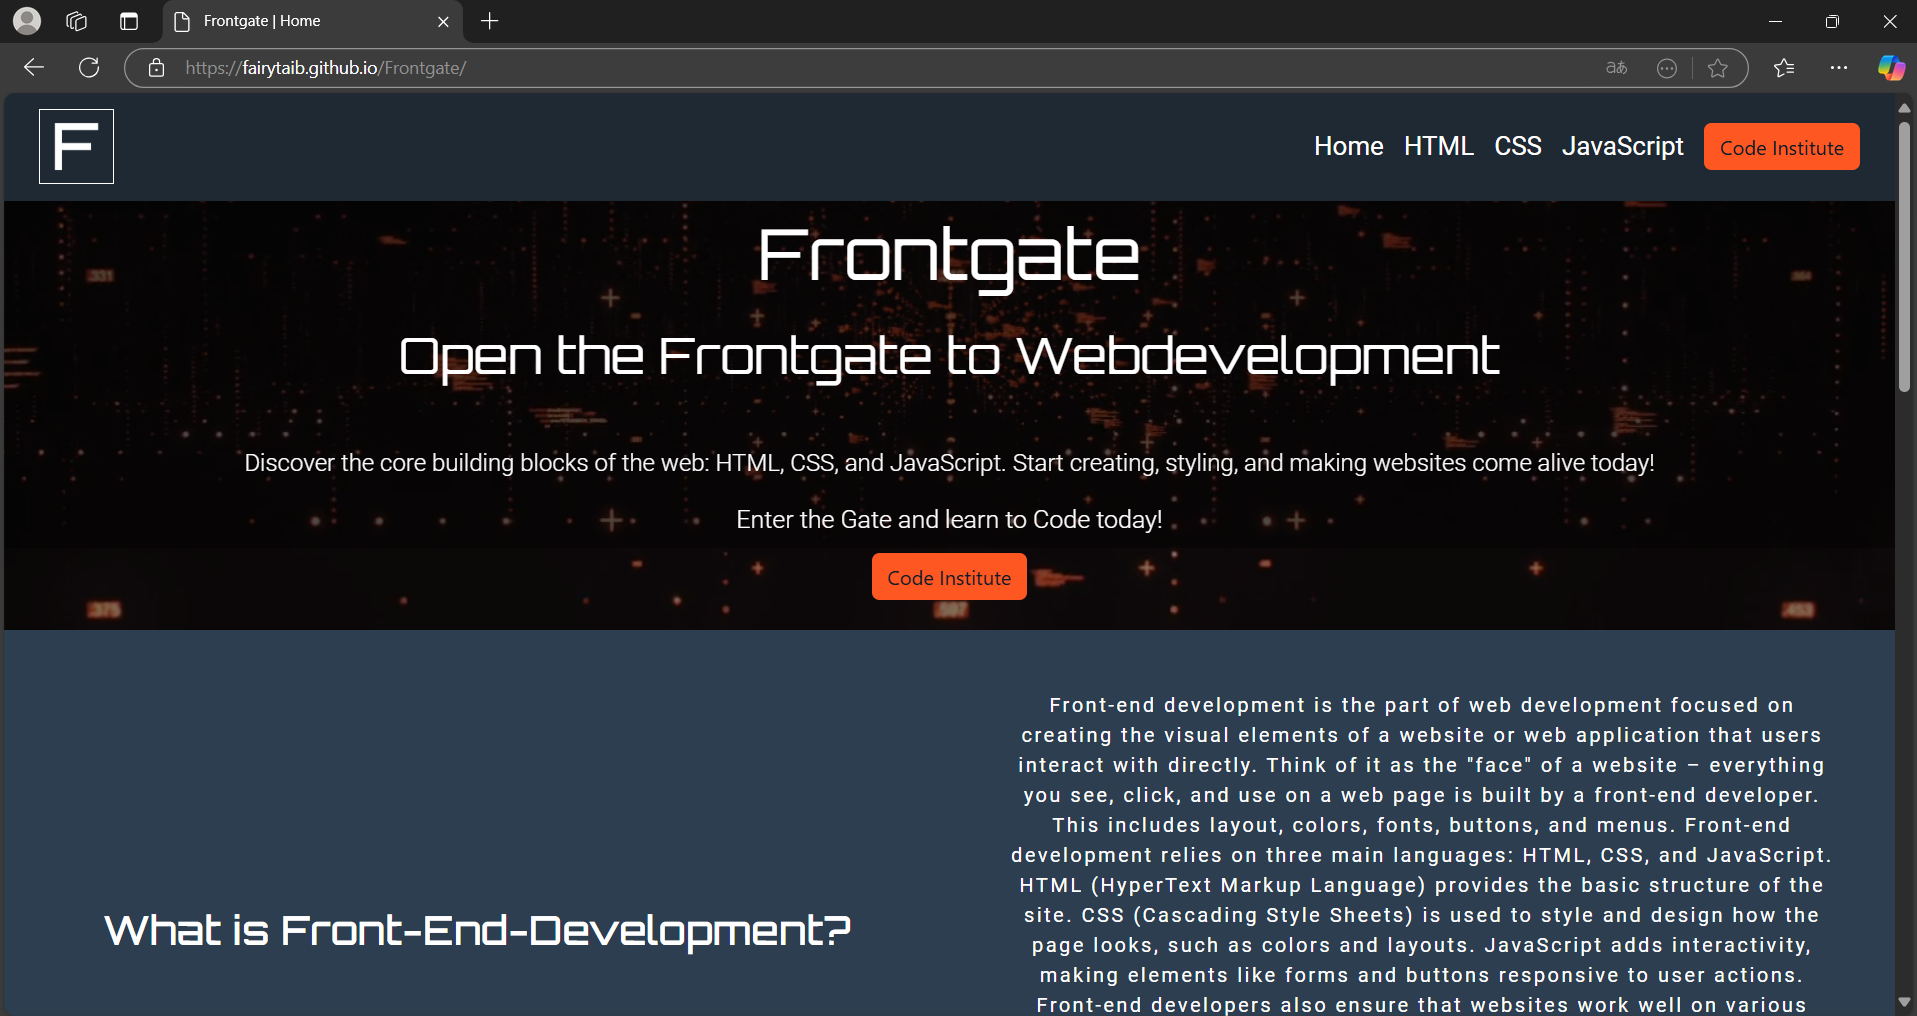 Frontgate | Home
https://fairytaib.github.io/Frontgate/
aあ
F
Home HTML CSS JavaScript Code Institute
Frontgate
Open the Frontgate to Webdevelopment
Discover the core building blocks of the web: HTML, CSS, and JavaScript. Start creating, styling, and making websites come alive today!
Enter the Gate and learn to Code today!
Code Institute
.331
.375
.597
.453
What is Front-End-Development?
Front-end development is the part of web development focused on
creating the visual elements of a website or web application that users
interact with directly. Think of it as the "face" of a website – everything
you see, click, and use on a web page is built by a front-end developer.
This includes layout, colors, fonts, buttons, and menus. Front-end
development relies on three main languages: HTML, CSS, and JavaScript.
HTML (HyperText Markup Language) provides the basic structure of the
site. CSS (Cascading Style Sheets) is used to style and design how the
page looks, such as colors and layouts. JavaScript adds interactivity,
making elements like forms and buttons responsive to user actions.
Front-end developers also ensure that websites work well on various